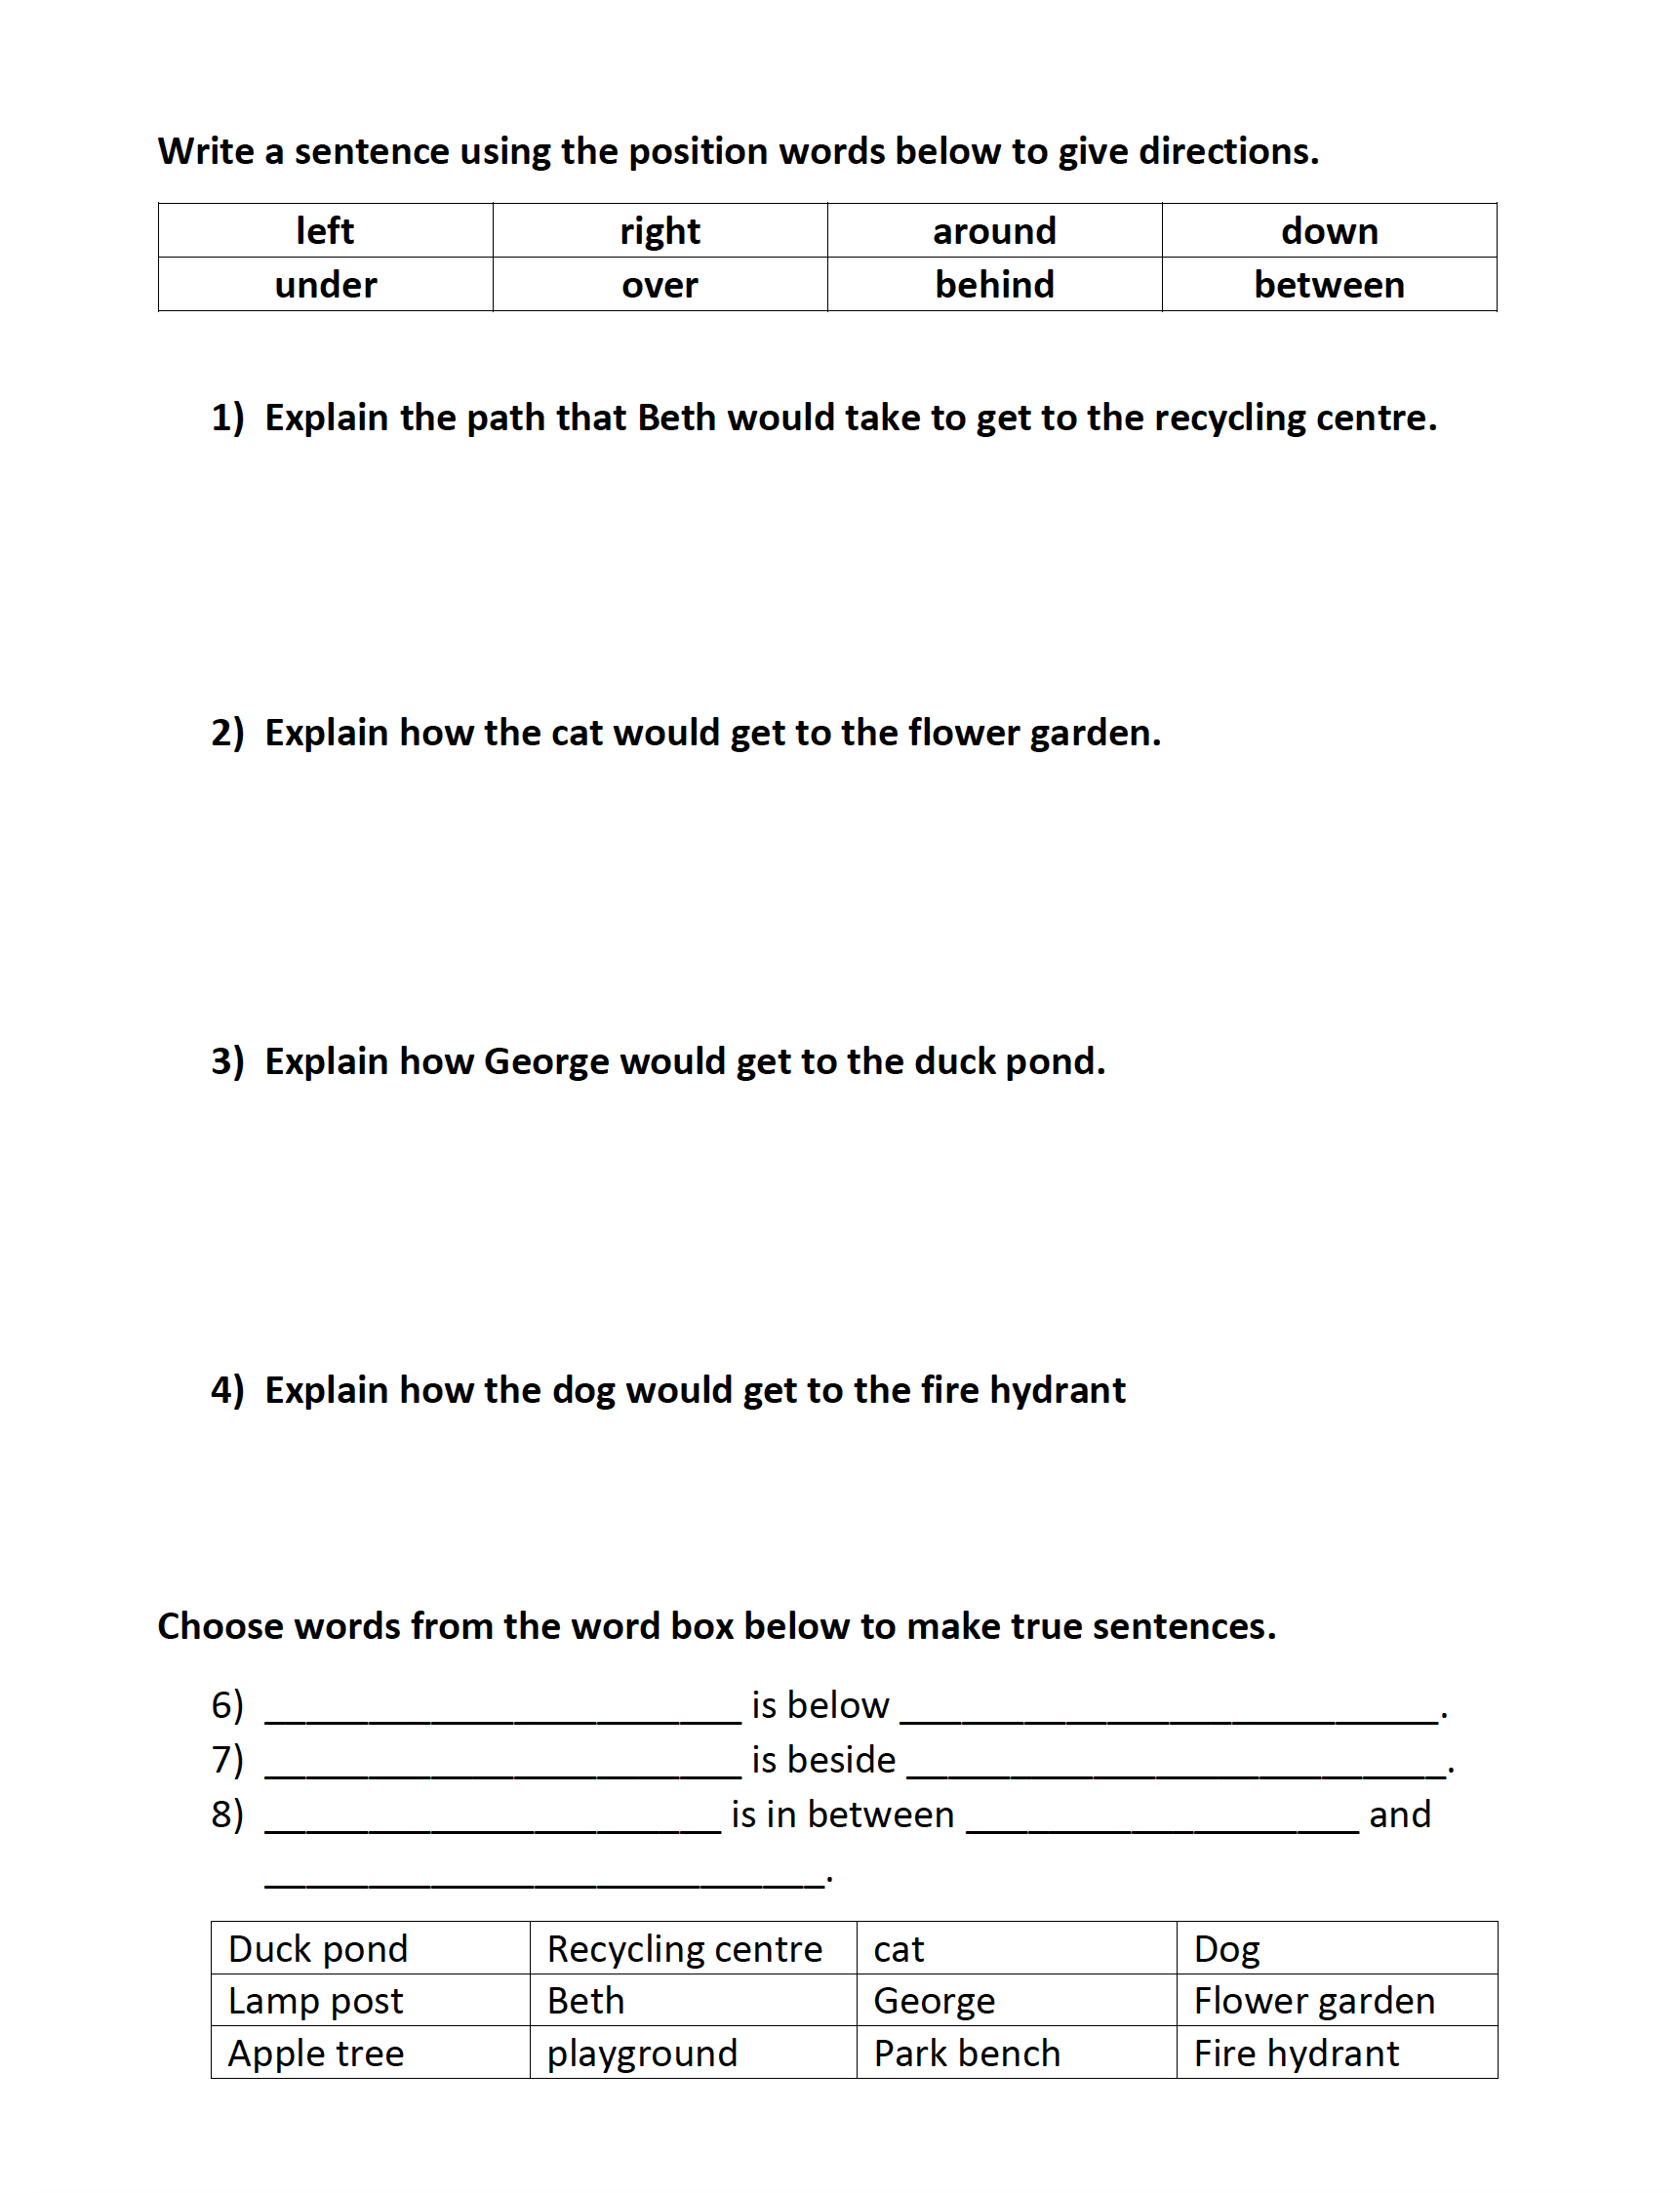 Write a sentence using the position words below to give directions.
left right around down
under over behind between
1) Explain the path that Beth would take to get to the recycling centre.
2) Explain how the cat would get to the flower garden.
3) Explain how George would get to the duck pond.
4) Explain how the dog would get to the fire hydrant
Choose words from the word box below to make true sentences.
6) _______________________ is below __________________________.
7) _______________________ is beside __________________________.
8) ______________________ is in between ___________________ and
___________________________.
Duck pond Recycling centre cat Dog
Lamp post Beth George Flower garden
Apple tree playground Park bench Fire hydrant